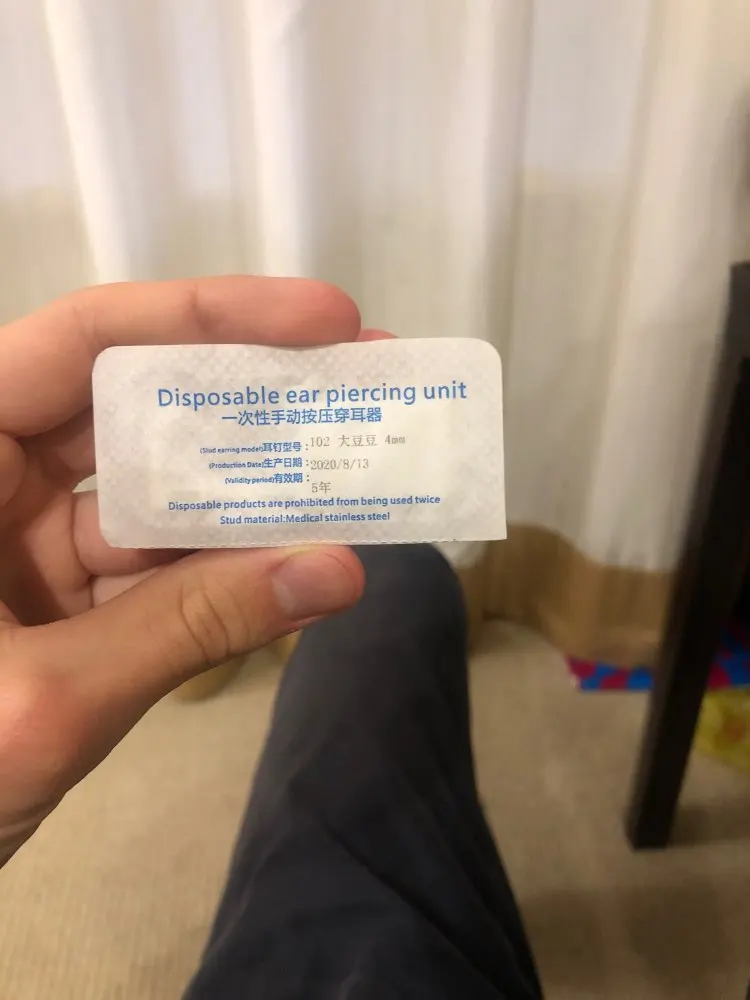 Disposable ear piercing unit
一次性手动按压穿耳器
(Stud earring model)耳钉型号：102 大豆豆 4mm
(Production Date)生产日期：2020/8/13
(Validity period)有效期：5年
Disposable products are prohibited from being used twice
Stud material:Medical stainless steel